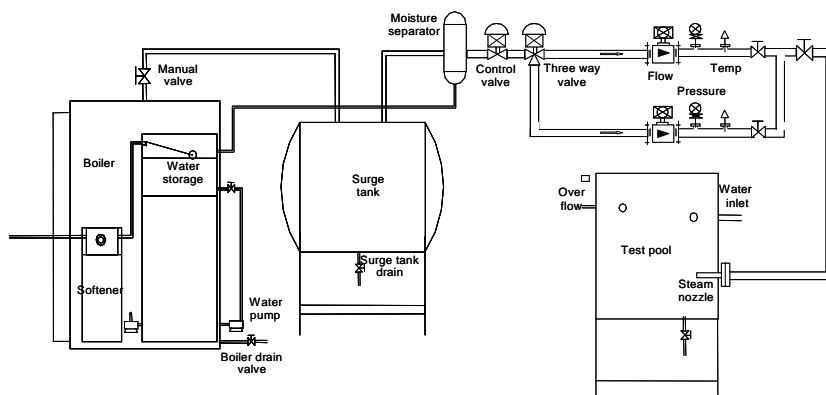 Moisture
separator
Manual
valve
Control
valve
Three way
valve
Flow
Temp
Pressure
Boiler
Water
storage
Surge
tank
Over
flow
Water
inlet
Test pool
Surge tank
drain
Softener
Steam
nozzle
Water
pump
Boiler drain
valve